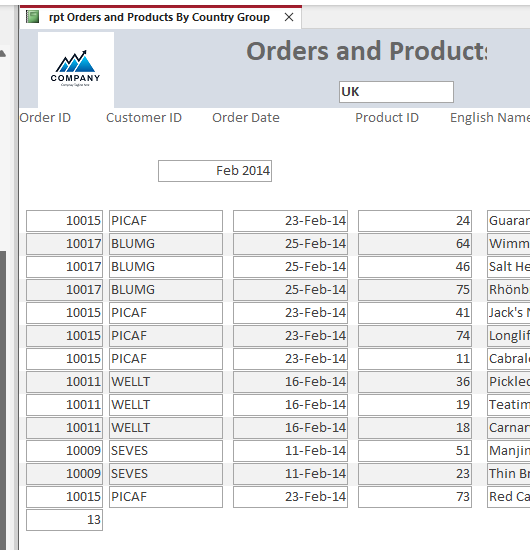 rpt Orders and Products By Country Group
Orders and Products
COMPANY
UK
Order ID Customer ID Order Date Product ID English Name
Feb 2014
10015 PICAF 23-Feb-14 24 Guarar
10017 BLUMG 25-Feb-14 64 Wimm
10017 BLUMG 25-Feb-14 46 Salt He
10017 BLUMG 25-Feb-14 75 Rhönb
10015 PICAF 23-Feb-14 41 Jack's N
10015 PICAF 23-Feb-14 74 Longlif
10015 PICAF 23-Feb-14 11 Cabral
10011 WELLT 16-Feb-14 36 Pickled
10011 WELLT 16-Feb-14 19 Teatim
10011 WELLT 16-Feb-14 18 Carnar
10009 SEVES 11-Feb-14 51 Manjim
10009 SEVES 11-Feb-14 23 Thin Br
10015 PICAF 23-Feb-14 73 Red Ca
13